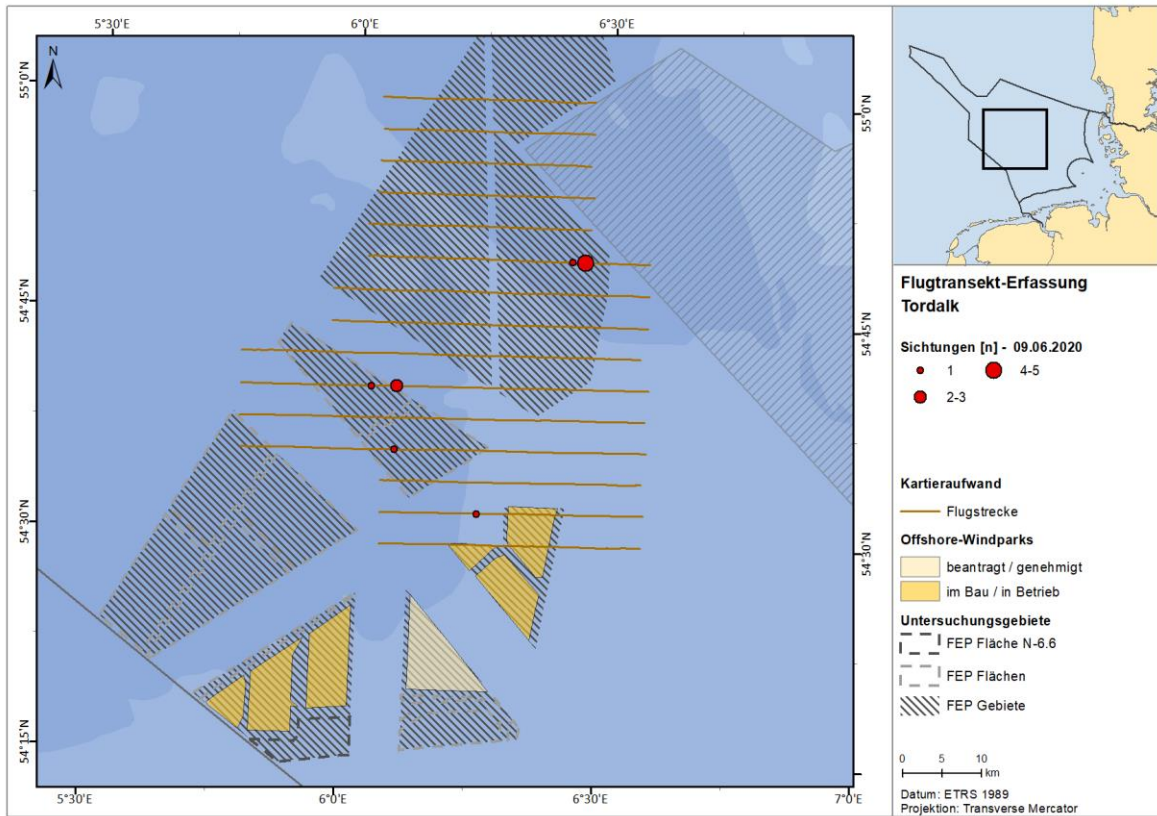 5°30'E
6°0'E
6°30'E
N
55°0'N
54°45'N
54°30'N
54°15'N
55°0'N
54°45'N
54°30'N
5°30'E
6°0'E
6°30'E
7°0'E
Flugtransekt-Erfassung
Tordalk
Sichtungen [n] - 09.06.2020
1
4-5
2-3
Kartieraufwand
Flugstrecke
Offshore-Windparks
beantragt / genehmigt
im Bau / in Betrieb
Untersuchungsgebiete
FEP Fläche N-6.6
FEP Flächen
FEP Gebiete
0 5 10
km
Datum: ETRS 1989
Projektion: Transverse Mercator